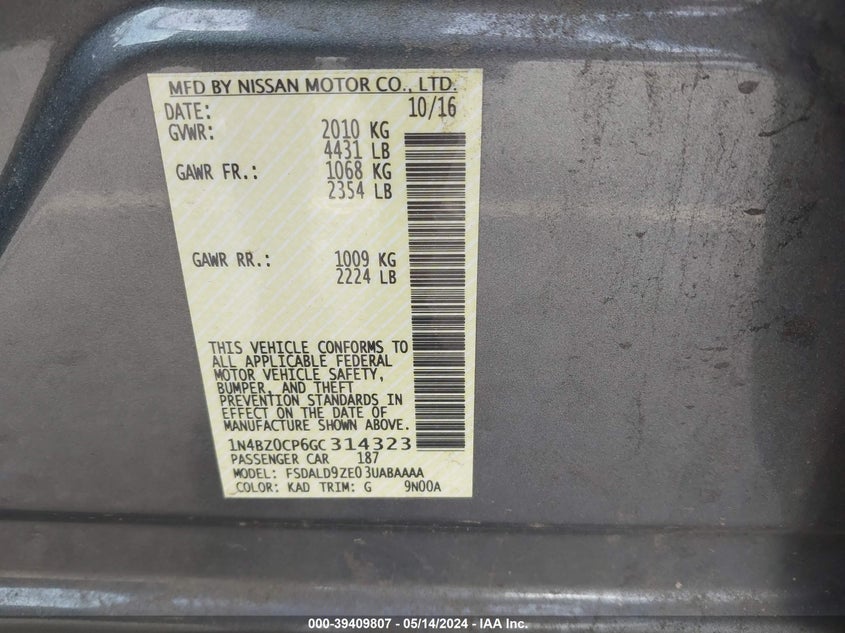 MFD BY NISSAN MOTOR CO., LTD.
DATE: 10/16
GVWR: 2010 KG
4431 LB
GAWR FR.: 1068 KG
2354 LB
GAWR RR.: 1009 KG
2224 LB
THIS VEHICLE CONFORMS TO
ALL APPLICABLE FEDERAL
MOTOR VEHICLE SAFETY,
BUMPER, AND THEFT
PREVENTION STANDARDS IN
EFFECT ON THE DATE OF
MANUFACTURE SHOWN ABOVE.
1N4BZ0CP6GC314323
PASSENGER CAR 187
MODEL: FSDALD9ZE03UABAAAA
COLOR: KAD TRIM: G 9N00A
000-39409807 - 05/14/2024 - IAA Inc.